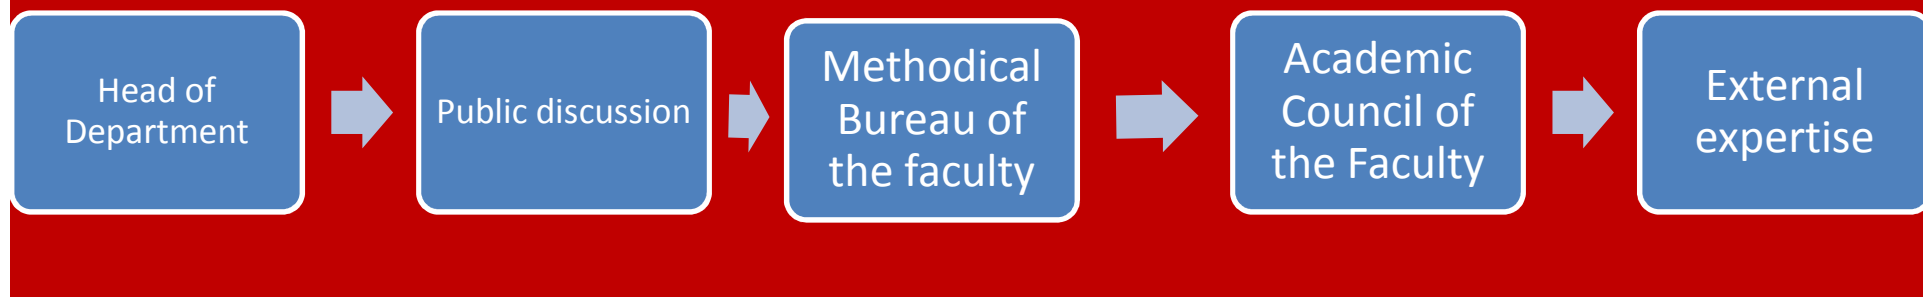 Head of
Department
Public discussion
Methodical
Bureau of
the faculty
Academic
Council of
the Faculty
External
expertise